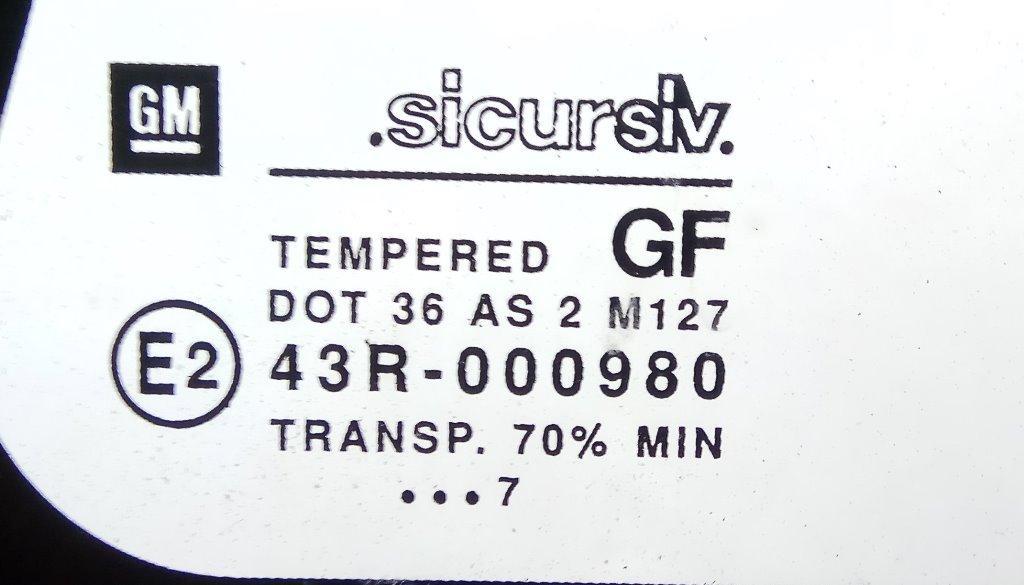 GM
.sicursiv.
TEMPERED GF
DOT 36 AS 2 M127
E2 43R-000980
TRANSP. 70% MIN
...7